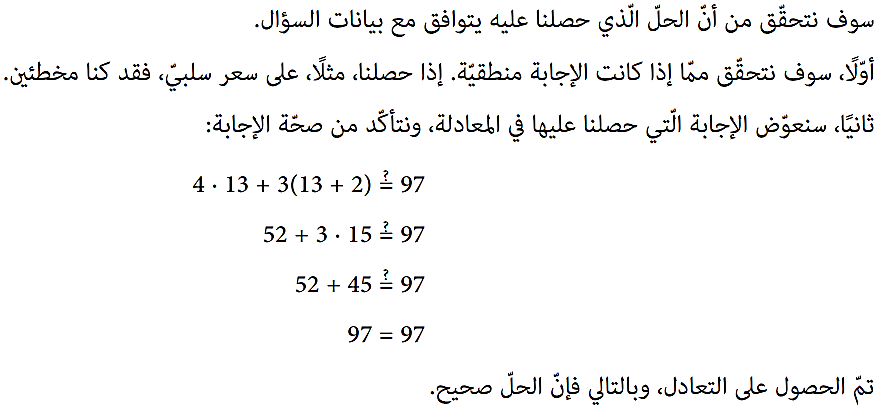 سوف نتحقّق من أنّ الحلّ الّذي حصلنا عليه يتوافق مع بيانات السؤال.
أوّلًا، سوف نتحقّق ممّا إذا كانت الإجابة منطقيّة. إذا حصلنا، مثلًا، على سعر سلبيّ، فقد كنا مخطئين.
ثانيًا، سنعوّض الإجابة الّتي حصلنا عليها في المعادلة، ونتأكّد من صحّة الإجابة:
4 · 13 + 3(13 + 2) ≟ 97
52 + 3 · 15 ≟ 97
52 + 45 ≟ 97
97 = 97
تمّ الحصول على التعادل، وبالتالي فإنّ الحلّ صحيح.